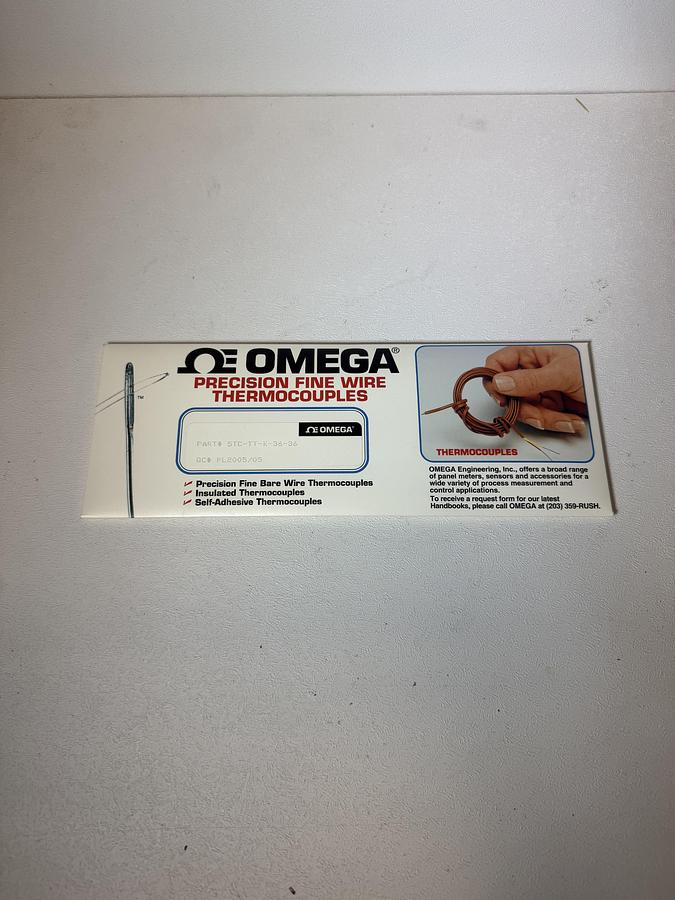 ΩE OMEGA®
PRECISION FINE WIRE
THERMOCOUPLES
™
ΩE OMEGA®
PART# 5TC-TT-K-36-36
QC# PL2005/05
Precision Fine Bare Wire Thermocouples
Insulated Thermocouples
Self-Adhesive Thermocouples
THERMOCOUPLES
OMEGA Engineering, Inc., offers a broad range
of panel meters, sensors and accessories for a
wide variety of process measurement and
control applications.
To receive a request form for our latest
Handbooks, please call OMEGA at (203) 359-RUSH.